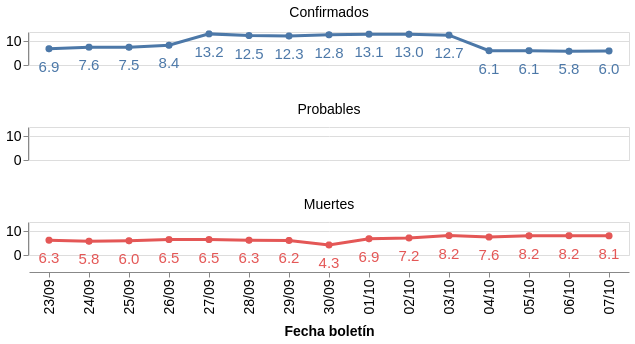 Confirmados
10
0
6.9 7.6 7.5 8.4 13.2 12.5 12.3 12.8 13.1 13.0 12.7 6.1 6.1 5.8 6.0
Probables
10
0
Muertes
10
0
6.3 5.8 6.0 6.5 6.5 6.3 6.2 4.3 6.9 7.2 8.2 7.6 8.2 8.2 8.1
23/09 24/09 25/09 26/09 27/09 28/09 29/09 30/09 01/10 02/10 03/10 04/10 05/10 06/10 07/10
Fecha boletín